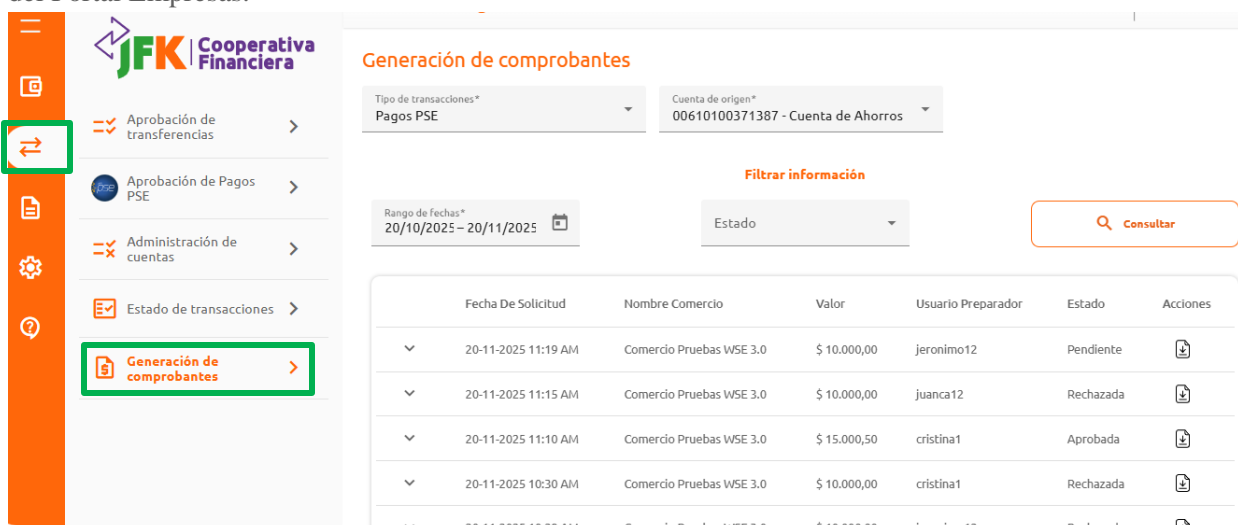 del Portal Empresas.
JFK Cooperativa
Financiera
Generación de comprobantes
Tipo de transacciones*
Pagos PSE
Cuenta de origen*
00610100371387 - Cuenta de Ahorros
Aprobación de
transferencias
pse
Aprobación de Pagos
PSE
Administración de
cuentas
Estado de transacciones
Generación de
comprobantes
Filtrar información
Rango de fechas*
20/10/2025 – 20/11/2025
Estado
Consultar
Fecha De Solicitud Nombre Comercio Valor Usuario Preparador Estado Acciones
20-11-2025 11:19 AM Comercio Pruebas WSE 3.0 $ 10.000,00 jeronimo12 Pendiente
20-11-2025 11:15 AM Comercio Pruebas WSE 3.0 $ 10.000,00 juanca12 Rechazada
20-11-2025 11:10 AM Comercio Pruebas WSE 3.0 $ 15.000,50 cristina1 Aprobada
20-11-2025 10:30 AM Comercio Pruebas WSE 3.0 $ 10.000,00 cristina1 Rechazada